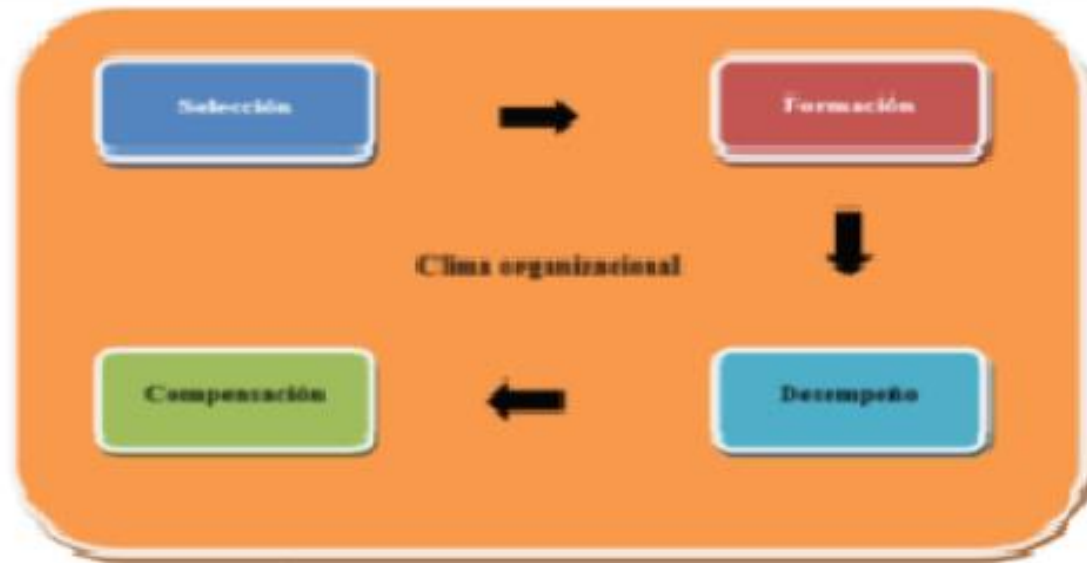 Selección
Formación
Clima organizacional
Compensación
Desempeño